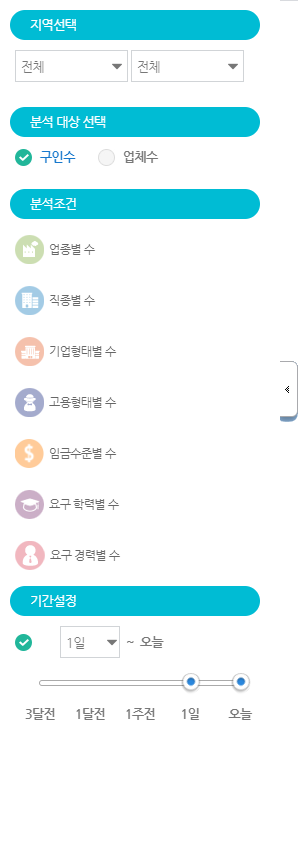 지역선택
전체 전체
분석 대상 선택
구인수 업체수
분석조건
업종별 수
직종별 수
기업형태별 수
고용형태별 수
임금수준별 수
요구 학력별 수
요구 경력별 수
기간설정
1일 ~ 오늘
3달전 1달전 1주전 1일 오늘